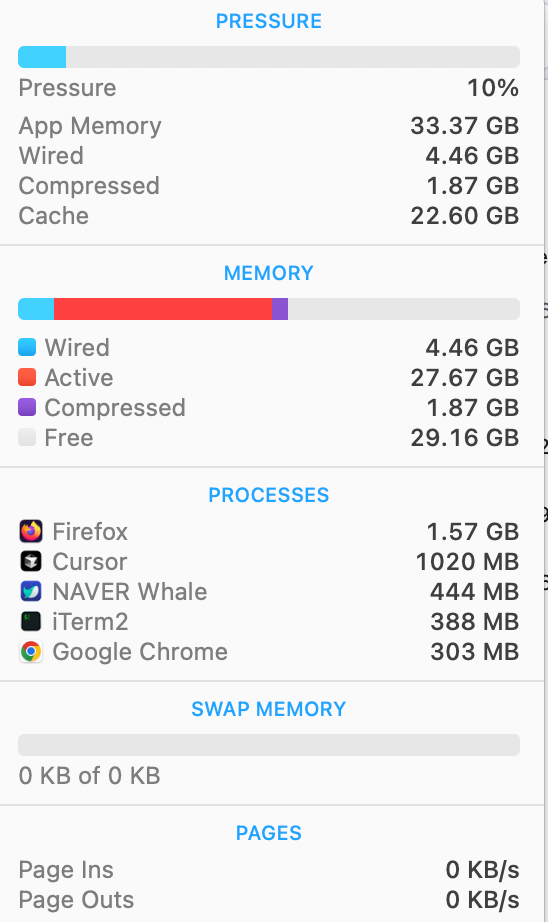 PRESSURE
Pressure 10%
App Memory 33.37 GB
Wired 4.46 GB
Compressed 1.87 GB
Cache 22.60 GB
MEMORY
Wired 4.46 GB
Active 27.67 GB
Compressed 1.87 GB
Free 29.16 GB
PROCESSES
Firefox 1.57 GB
Cursor 1020 MB
NAVER Whale 444 MB
iTerm2 388 MB
Google Chrome 303 MB
SWAP MEMORY
0 KB of 0 KB
PAGES
Page Ins 0 KB/s
Page Outs 0 KB/s